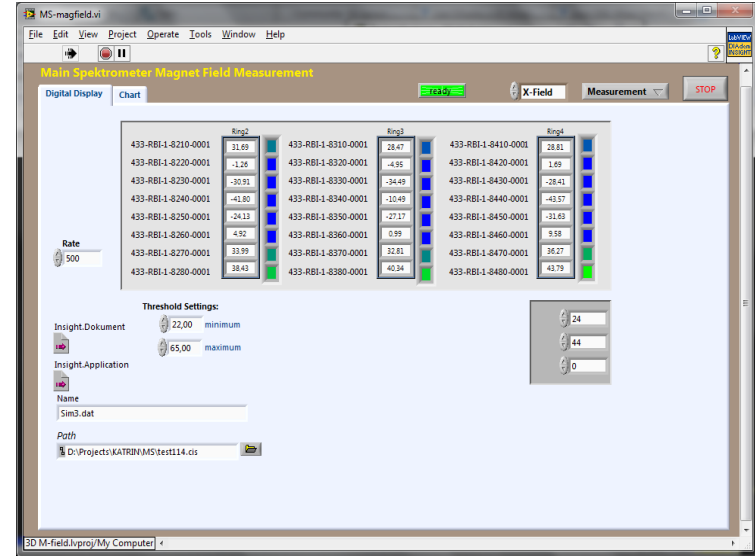 MS-magfield.vi
File Edit View Project Operate Tools Window Help
LabVIEW
DIAdem
INSIGHT
Main Spektrometer Magnet Field Measurement
Digital Display Chart
ready X-Field Measurement STOP
Ring2 Ring3 Ring4
433-RBI-1-8210-0001 31,69 433-RBI-1-8310-0001 28,47 433-RBI-1-8410-0001 28,81
433-RBI-1-8220-0001 -1,26 433-RBI-1-8320-0001 -4,95 433-RBI-1-8420-0001 1,69
433-RBI-1-8230-0001 -30,91 433-RBI-1-8330-0001 -34,49 433-RBI-1-8430-0001 -28,41
433-RBI-1-8240-0001 -41,80 433-RBI-1-8340-0001 -10,49 433-RBI-1-8440-0001 -43,57
433-RBI-1-8250-0001 -24,13 433-RBI-1-8350-0001 -27,17 433-RBI-1-8450-0001 -31,63
433-RBI-1-8260-0001 4,92 433-RBI-1-8360-0001 0,99 433-RBI-1-8460-0001 9,58
433-RBI-1-8270-0001 33,99 433-RBI-1-8370-0001 32,81 433-RBI-1-8470-0001 36,27
433-RBI-1-8280-0001 38,43 433-RBI-1-8380-0001 40,34 433-RBI-1-8480-0001 43,79
Rate
500
Threshold Settings:
22,00 minimum
65,00 maximum
24
44
0
Insight.Dokument
Insight.Application
Name
Sim3.dat
Path
D:\Projects\KATRIN\MS\test114.cis
3D M-field.lvproj/My Computer